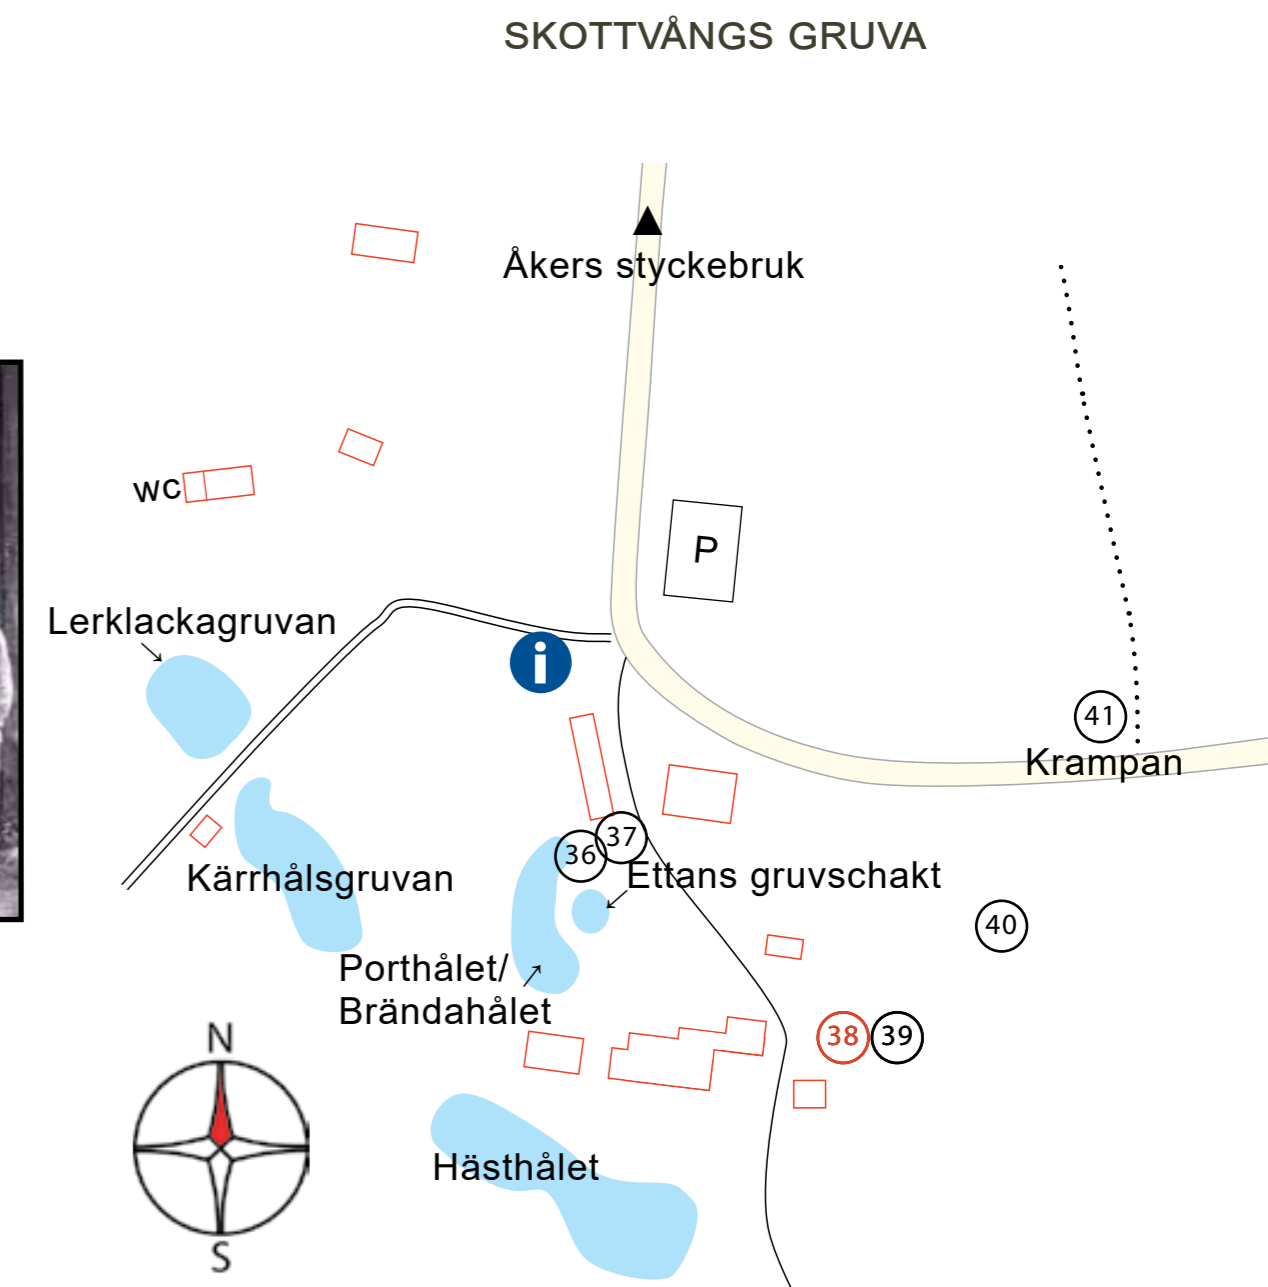 SKOTTVÅNGS GRUVA
Åkers styckebruk
wc
P
Lerklackagruvan
i
41
Krampan
37
36
Kärrhålsgruvan
Ettans gruvschakt
40
Porthålet/
Brändahålet
38
39
N
Hästhålet
S